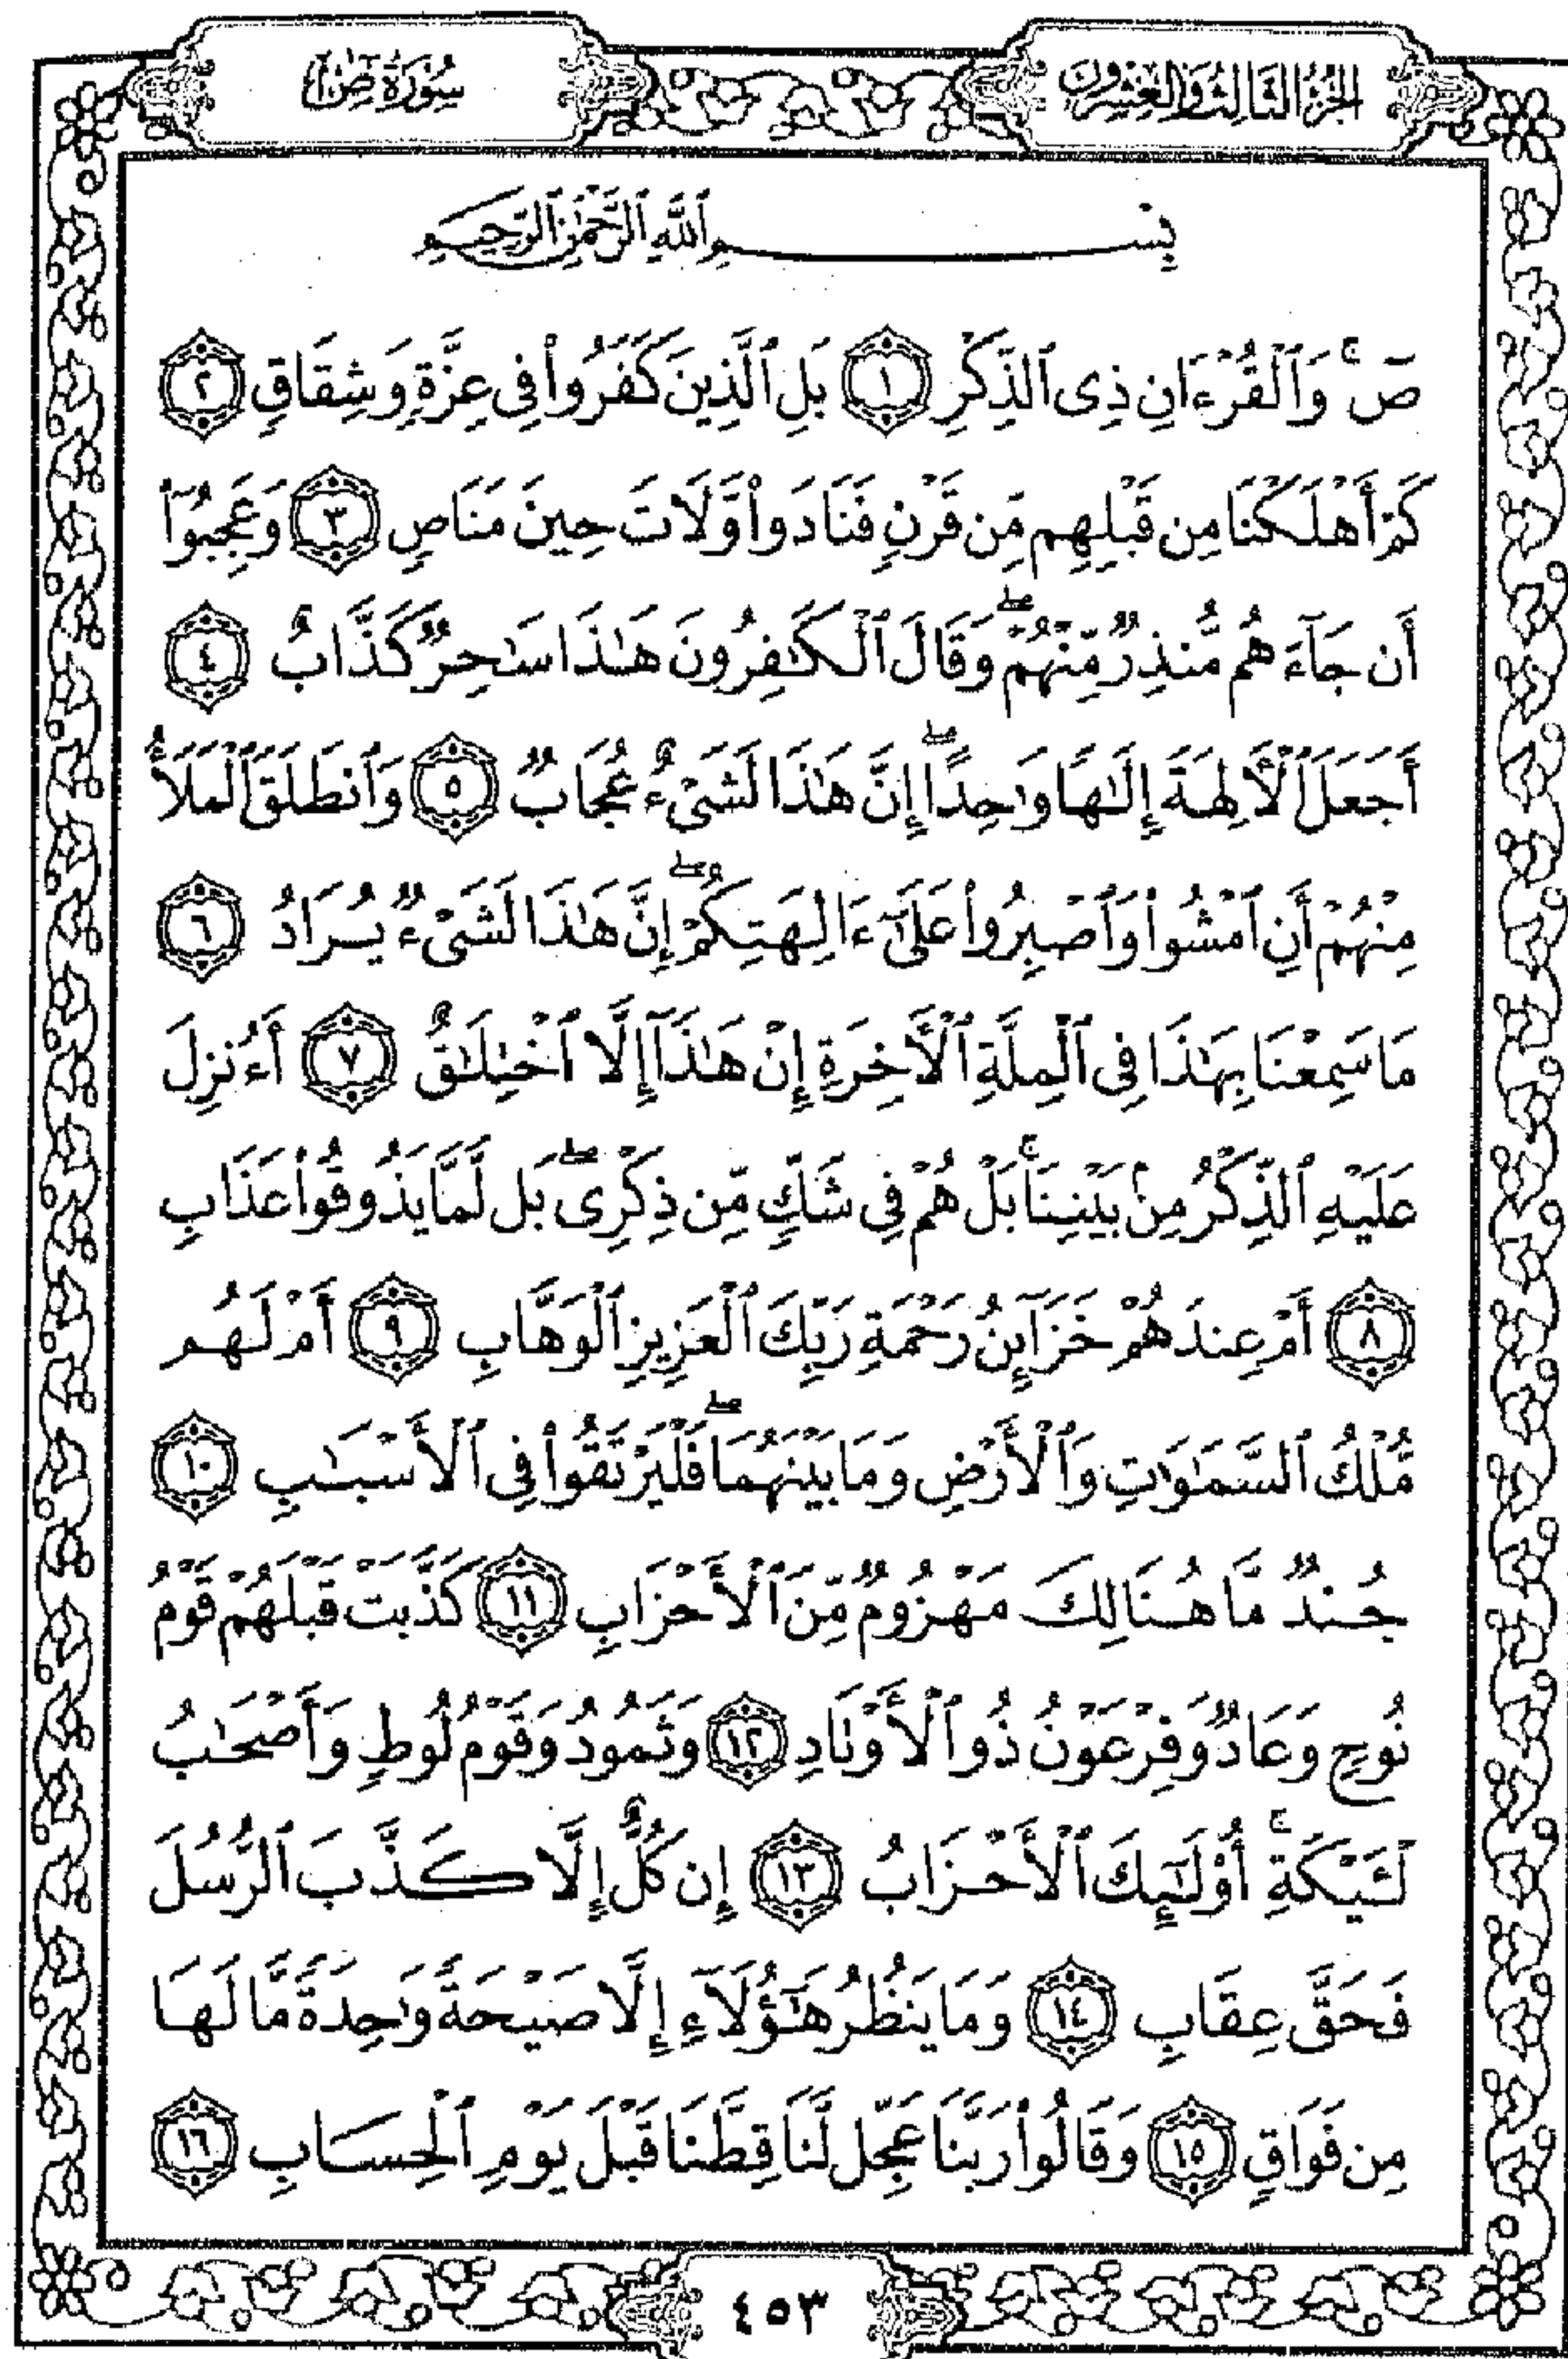 الجزء الثالث والعشرون
سورة ص
بِسْمِ ٱللَّهِ ٱلرَّحْمَٰنِ ٱلرَّحِيمِ
صٓ ۚ وَٱلْقُرْءَانِ ذِى ٱلذِّكْرِ ١ بَلِ ٱلَّذِينَ كَفَرُوا۟ فِى عِزَّةٍ وَشِقَاقٍ ٢
كَمْ أَهْلَكْنَا مِن قَبْلِهِم مِّن قَرْنٍ فَنَادَوا۟ وَّلَاتَ حِينَ مَنَاصٍ ٣ وَعَجِبُوٓا۟
أَن جَآءَهُم مُّنذِرٌ مِّنْهُمْ ۖ وَقَالَ ٱلْكَٰفِرُونَ هَٰذَا سَٰحِرٌ كَذَّابٌ ٤
أَجَعَلَ ٱلْءَالِهَةَ إِلَٰهًا وَٰحِدًا ۖ إِنَّ هَٰذَا لَشَىْءٌ عُجَابٌ ٥ وَٱنطَلَقَ ٱلْمَلَأُ
مِنْهُمْ أَنِ ٱمْشُوا۟ وَٱصْبِرُوا۟ عَلَىٰٓ ءَالِهَتِكُمْ ۖ إِنَّ هَٰذَا لَشَىْءٌ يُرَادُ ٦
مَا سَمِعْنَا بِهَٰذَا فِى ٱلْمِلَّةِ ٱلْءَاخِرَةِ إِنْ هَٰذَآ إِلَّا ٱخْتِلَٰقٌ ٧ أَءُنزِلَ
عَلَيْهِ ٱلذِّكْرُ مِنۢ بَيْنِنَا ۚ بَلْ هُمْ فِى شَكٍّ مِّن ذِكْرِى ۖ بَل لَّمَّا يَذُوقُوا۟ عَذَابِ
٨ أَمْ عِندَهُمْ خَزَآئِنُ رَحْمَةِ رَبِّكَ ٱلْعَزِيزِ ٱلْوَهَّابِ ٩ أَمْ لَهُم
مُّلْكُ ٱلسَّمَٰوَٰتِ وَٱلْأَرْضِ وَمَا بَيْنَهُمَا ۖ فَلْيَرْتَقُوا۟ فِى ٱلْأَسْبَٰبِ ١٠
جُندٌ مَّا هُنَالِكَ مَهْزُومٌ مِّنَ ٱلْأَحْزَابِ ١١ كَذَّبَتْ قَبْلَهُمْ قَوْمُ
نُوحٍ وَعَادٌ وَفِرْعَوْنُ ذُو ٱلْأَوْتَادِ ١٢ وَثَمُودُ وَقَوْمُ لُوطٍ وَأَصْحَٰبُ
لْـَٔيْكَةِ ۚ أُو۟لَٰٓئِكَ ٱلْأَحْزَابُ ١٣ إِن كُلٌّ إِلَّا كَذَّبَ ٱلرُّسُلَ
فَحَقَّ عِقَابِ ١٤ وَمَا يَنظُرُ هَٰٓؤُلَآءِ إِلَّا صَيْحَةً وَٰحِدَةً مَّا لَهَا
مِن فَوَاقٍ ١٥ وَقَالُوا۟ رَبَّنَا عَجِّل لَّنَا قِطَّنَا قَبْلَ يَوْمِ ٱلْحِسَابِ ١٦
٤٥٣